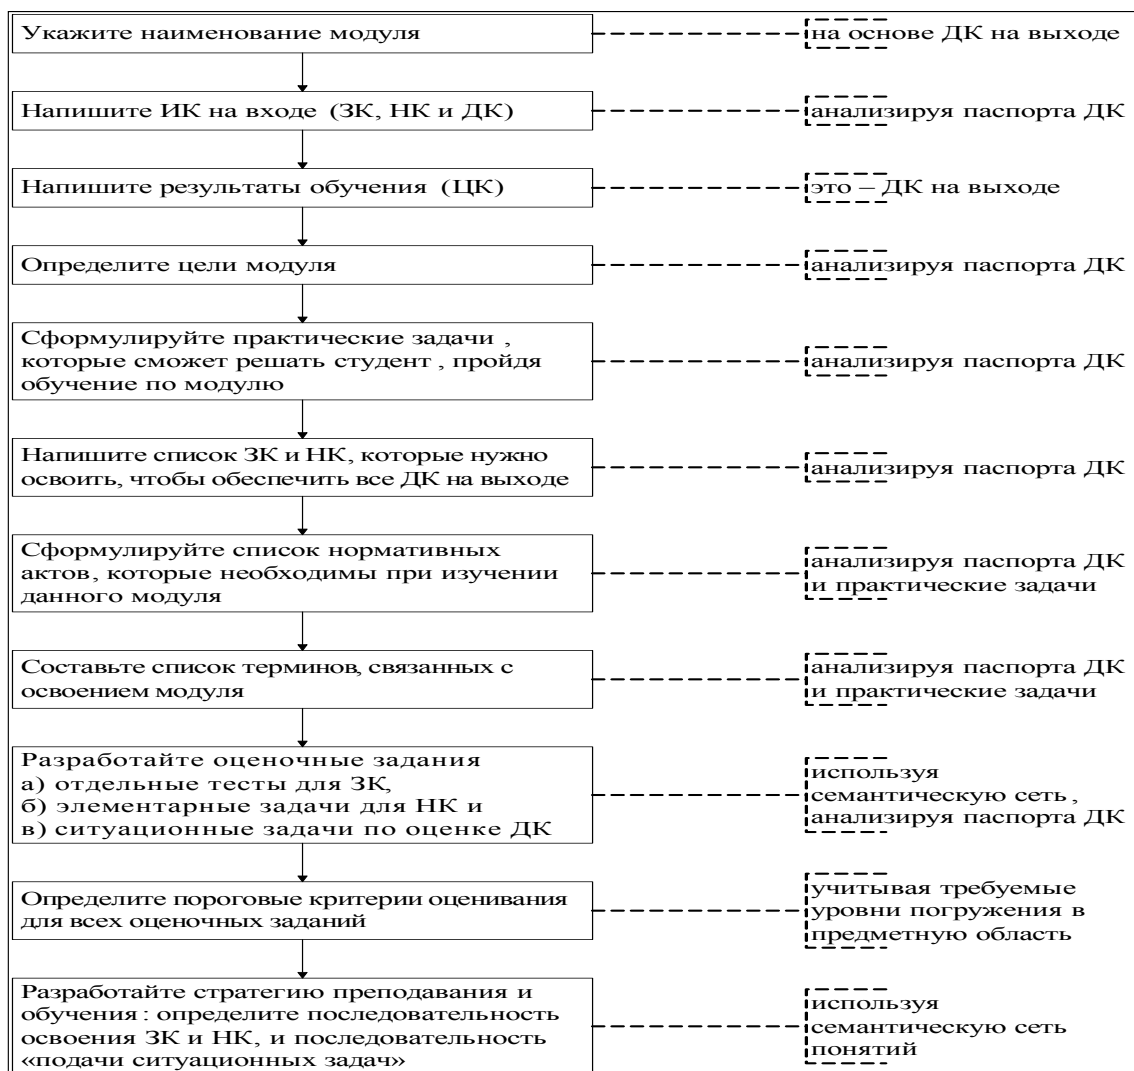 Укажите наименование модуля
на основе ДК на выходе
Напишите ИК на входе (ЗК, НК и ДК)
анализируя паспорта ДК
Напишите результаты обучения (ЦК)
это – ДК на выходе
Определите цели модуля
анализируя паспорта ДК
Сформулируйте практические задачи ,
которые сможет решать студент , пройдя
обучение по модулю
анализируя паспорта ДК
Напишите список ЗК и НК, которые нужно
освоить, чтобы обеспечить все ДК на выходе
анализируя паспорта ДК
Сформулируйте список нормативных
актов, которые необходимы при изучении
данного модуля
анализируя паспорта ДК
и практические задачи
Составьте список терминов, связанных с
освоением модуля
анализируя паспорта ДК
и практические задачи
Разработайте оценочные задания
а) отдельные тесты для ЗК,
б) элементарные задачи для НК и
в) ситуационные задачи по оценке ДК
используя
семантическую сеть ,
анализируя паспорта ДК
Определите пороговые критерии оценивания
для всех оценочных заданий
учитывая требуемые
уровни погружения в
предметную область
Разработайте стратегию преподавания и
обучения : определите последовательность
освоения ЗК и НК, и последовательность
«подачи ситуационных задач»
используя
семантическую сеть
понятий